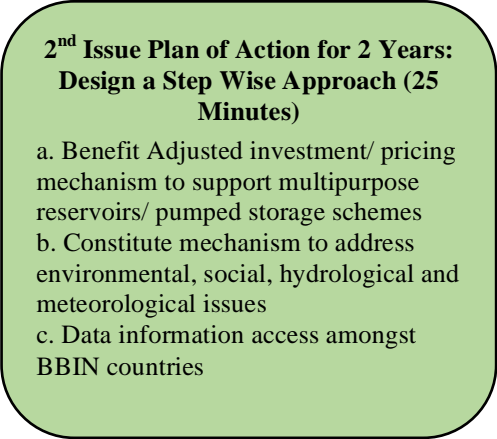 2nd Issue Plan of Action for 2 Years:
Design a Step Wise Approach (25
Minutes)
a. Benefit Adjusted investment/ pricing
mechanism to support multipurpose
reservoirs/ pumped storage schemes
b. Constitute mechanism to address
environmental, social, hydrological and
meteorological issues
c. Data information access amongst
BBIN countries